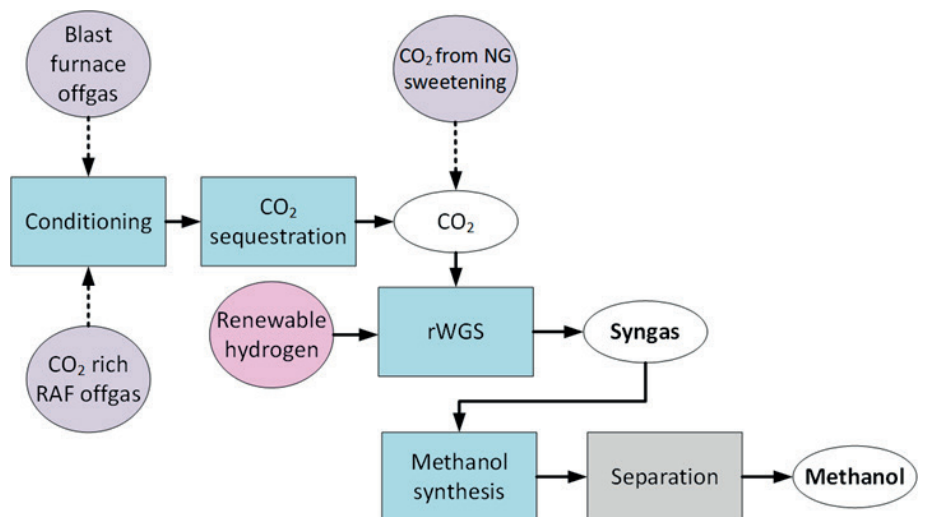 Blast
furnace
offgas
CO₂ from NG
sweetening
Conditioning
CO₂
sequestration
CO₂
Renewable
hydrogen
rWGS
Syngas
CO₂ rich
RAF offgas
Methanol
synthesis
Separation
Methanol